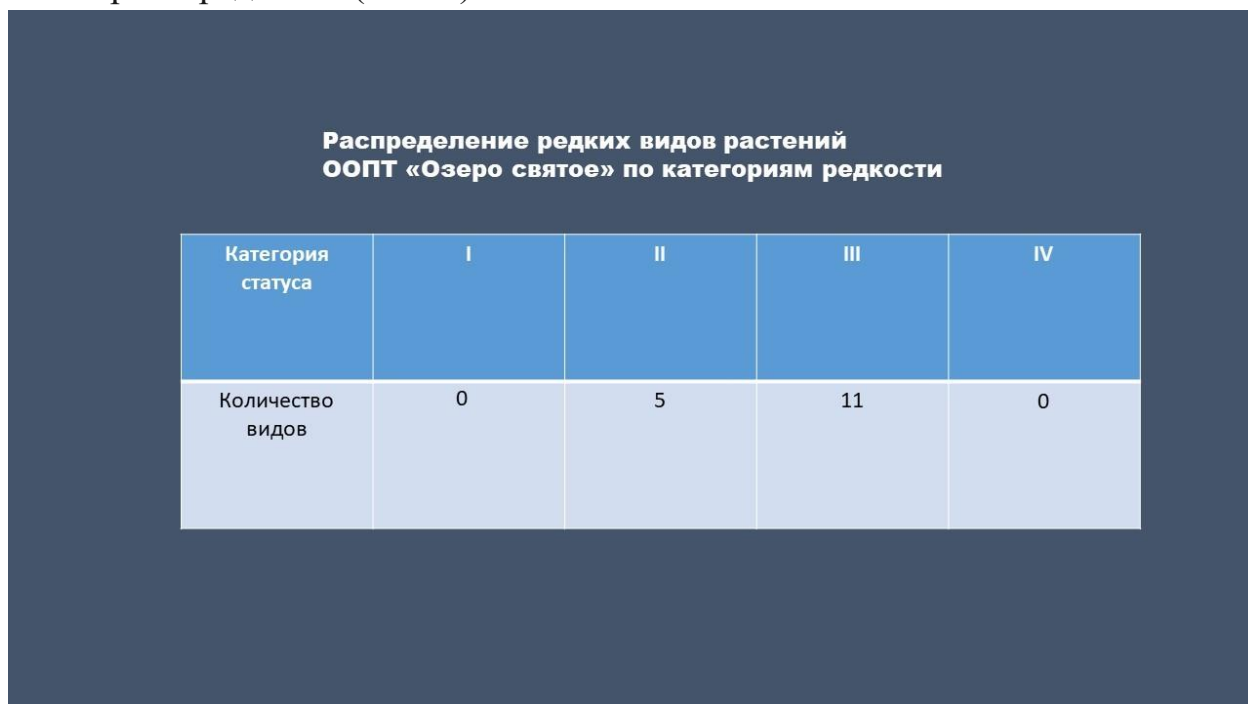 Распределение редких видов растений
ООПТ «Озеро святое» по категориям редкости
Категория статуса I II III IV
Количество видов 0 5 11 0